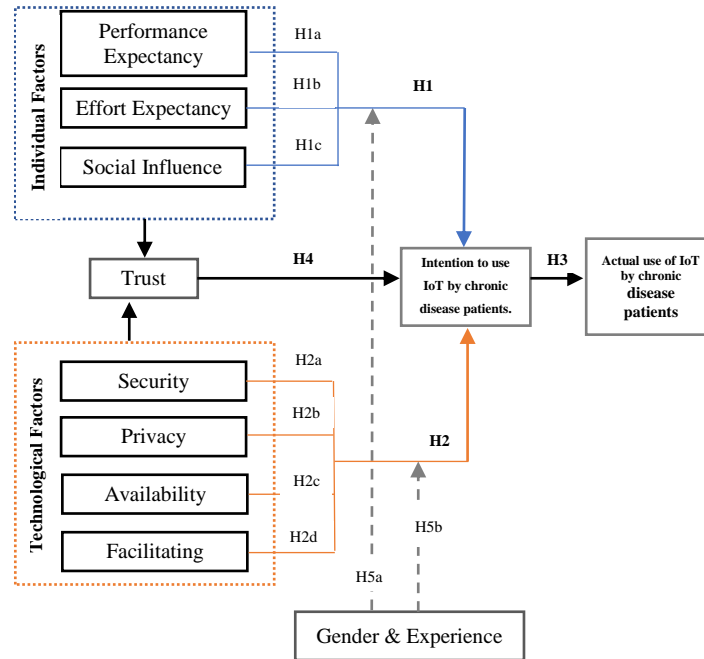 Individual Factors
Performance
Expectancy
Effort Expectancy
Social Influence
H1a
H1b
H1c
H1
Trust
H4
Intention to use
IoT by chronic
disease patients.
H3
Actual use of IoT
by chronic
disease
patients
Technological Factors
Security
Privacy
Availability
Facilitating
H2a
H2b
H2c
H2d
H2
H5b
H5a
Gender & Experience